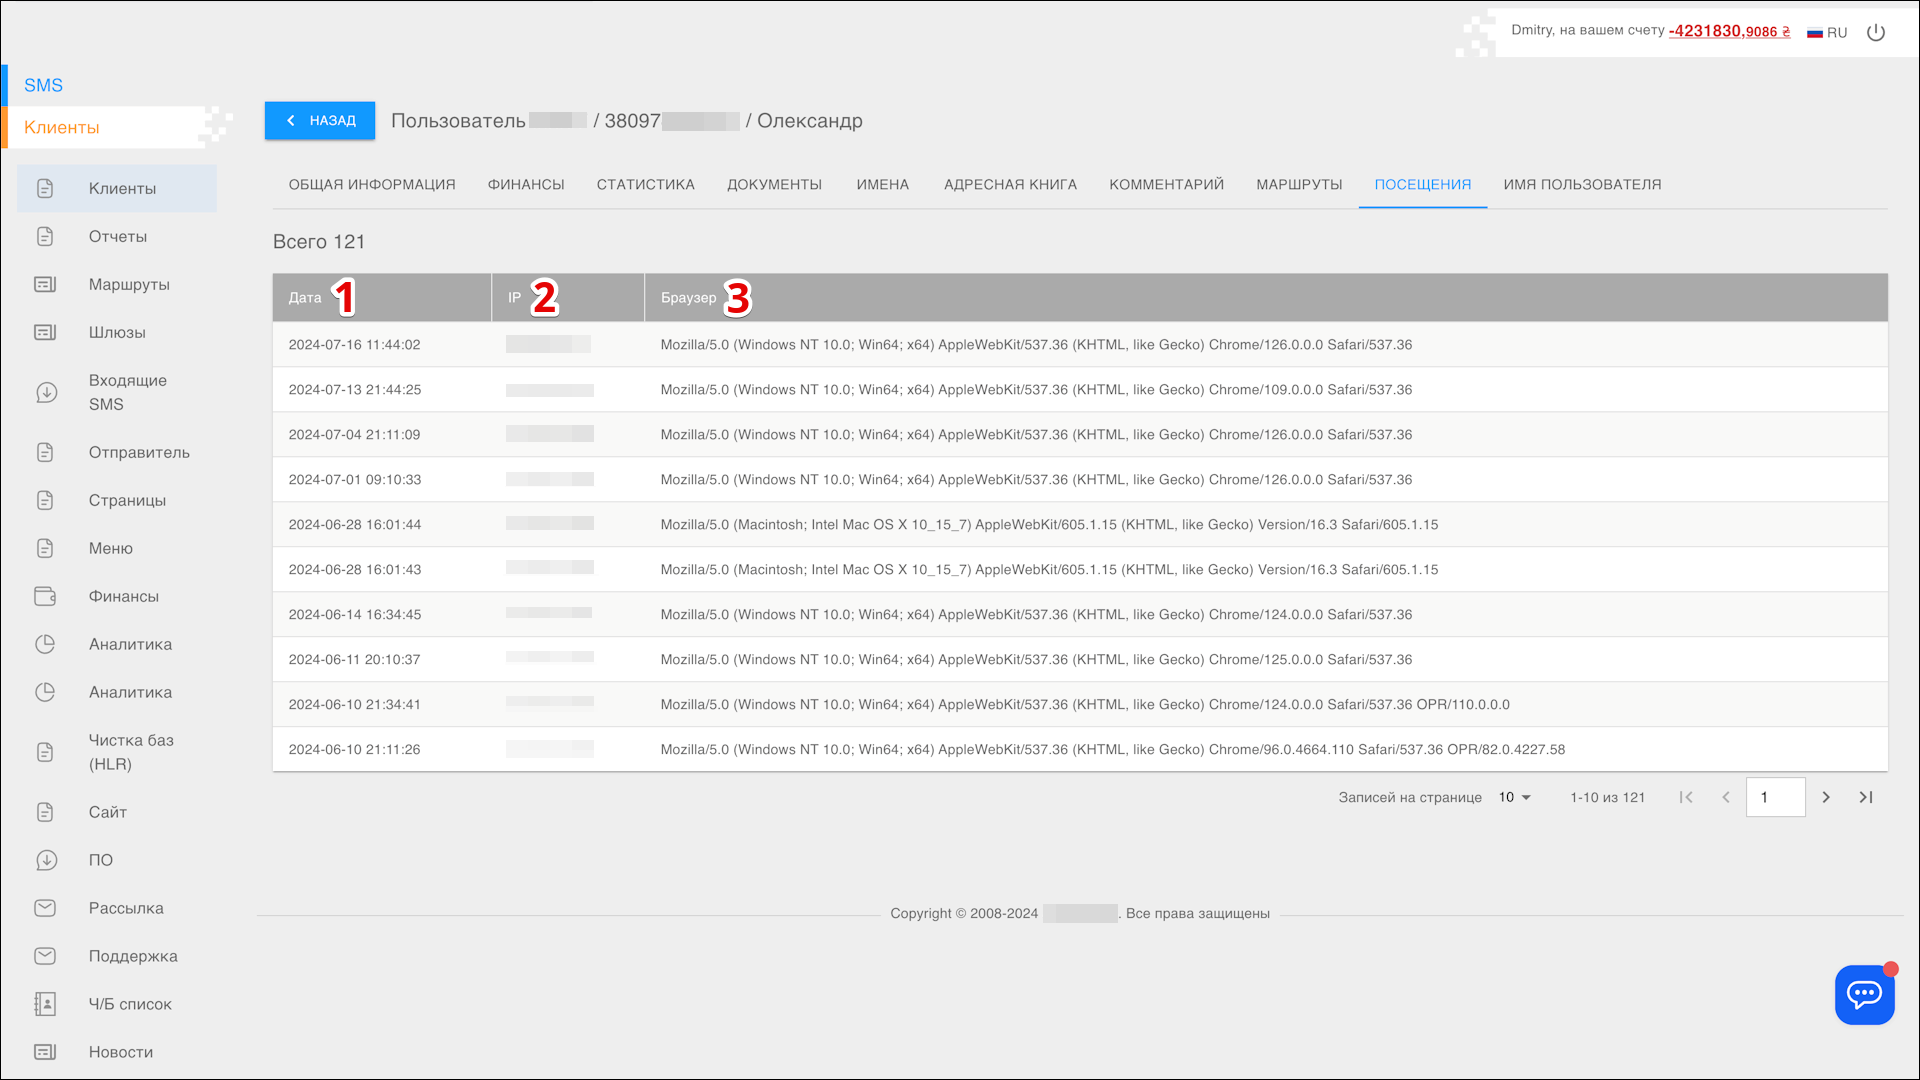 Dmitry, на вашем счету -4231830,9086 ₴ RU
SMS
Клиенты
НАЗАД Пользователь / 38097 / Олександр
Клиенты
Отчеты
Маршруты
Шлюзы
Входящие
SMS
Отправитель
Страницы
Меню
Финансы
Аналитика
Аналитика
Чистка баз
(HLR)
Сайт
ПО
Рассылка
Поддержка
Ч/Б список
Новости
ОБЩАЯ ИНФОРМАЦИЯ ФИНАНСЫ СТАТИСТИКА ДОКУМЕНТЫ ИМЕНА АДРЕСНАЯ КНИГА КОММЕНТАРИЙ МАРШРУТЫ ПОСЕЩЕНИЯ ИМЯ ПОЛЬЗОВАТЕЛЯ
Всего 121
Дата 1 IP 2 Браузер 3
2024-07-16 11:44:02 Mozilla/5.0 (Windows NT 10.0; Win64; x64) AppleWebKit/537.36 (KHTML, like Gecko) Chrome/126.0.0.0 Safari/537.36
2024-07-13 21:44:25 Mozilla/5.0 (Windows NT 10.0; Win64; x64) AppleWebKit/537.36 (KHTML, like Gecko) Chrome/109.0.0.0 Safari/537.36
2024-07-04 21:11:09 Mozilla/5.0 (Windows NT 10.0; Win64; x64) AppleWebKit/537.36 (KHTML, like Gecko) Chrome/126.0.0.0 Safari/537.36
2024-07-01 09:10:33 Mozilla/5.0 (Windows NT 10.0; Win64; x64) AppleWebKit/537.36 (KHTML, like Gecko) Chrome/126.0.0.0 Safari/537.36
2024-06-28 16:01:44 Mozilla/5.0 (Macintosh; Intel Mac OS X 10_15_7) AppleWebKit/605.1.15 (KHTML, like Gecko) Version/16.3 Safari/605.1.15
2024-06-28 16:01:43 Mozilla/5.0 (Macintosh; Intel Mac OS X 10_15_7) AppleWebKit/605.1.15 (KHTML, like Gecko) Version/16.3 Safari/605.1.15
2024-06-14 16:34:45 Mozilla/5.0 (Windows NT 10.0; Win64; x64) AppleWebKit/537.36 (KHTML, like Gecko) Chrome/124.0.0.0 Safari/537.36
2024-06-11 20:10:37 Mozilla/5.0 (Windows NT 10.0; Win64; x64) AppleWebKit/537.36 (KHTML, like Gecko) Chrome/125.0.0.0 Safari/537.36
2024-06-10 21:34:41 Mozilla/5.0 (Windows NT 10.0; Win64; x64) AppleWebKit/537.36 (KHTML, like Gecko) Chrome/124.0.0.0 Safari/537.36 OPR/110.0.0.0
2024-06-10 21:11:26 Mozilla/5.0 (Windows NT 10.0; Win64; x64) AppleWebKit/537.36 (KHTML, like Gecko) Chrome/96.0.4664.110 Safari/537.36 OPR/82.0.4227.58
Записей на странице 10 1-10 из 121 1
Copyright © 2008-2024 . Все права защищены